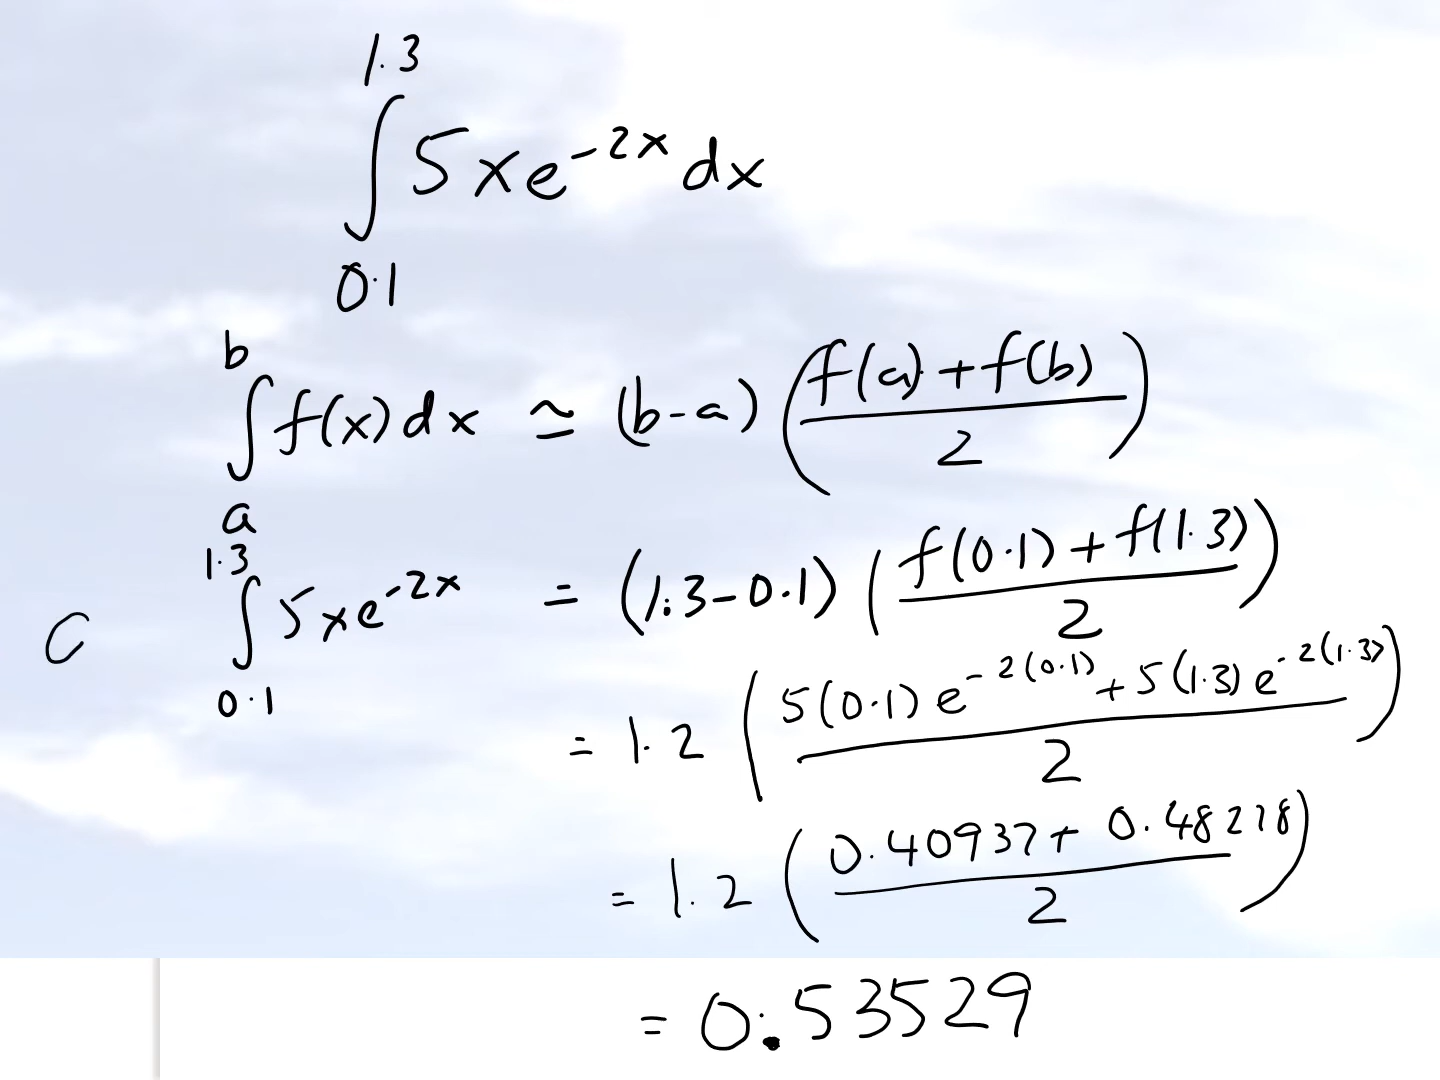 ∫_{0.1}^{1.3} 5xe^{-2x} dx
∫_{a}^{b} f(x) dx ≃ (b-a) ((f(a) + f(b))/2)
C ∫_{0.1}^{1.3} 5xe^{-2x} = (1.3-0.1) ((f(0.1) + f(1.3))/2)
= 1.2 ((5(0.1) e^{-2(0.1)} + 5(1.3) e^{-2(1.3)})/2)
= 1.2 ((0.40937 + 0.48278)/2)
= 0.53529